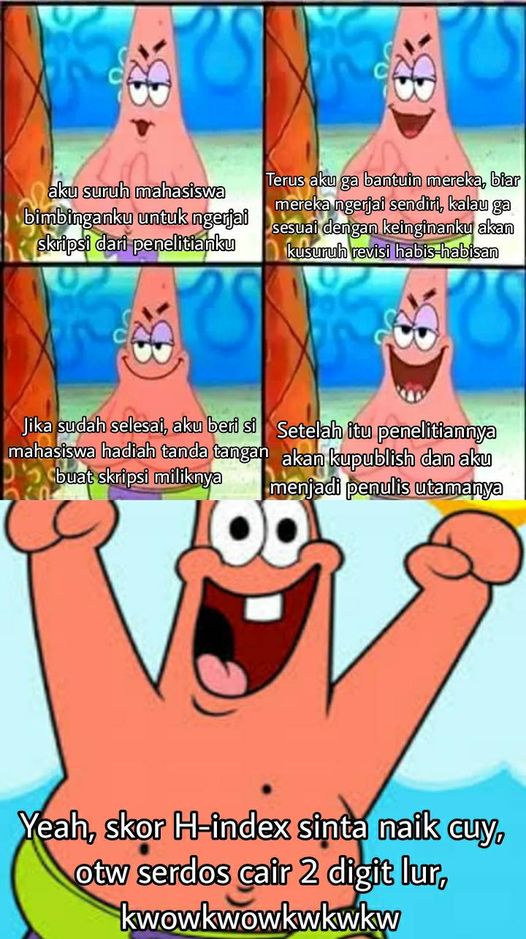 aku suruh mahasiswa
bimbinganku untuk ngerjai
skripsi dari penelitianku
Terus aku ga bantuin mereka, biar
mereka ngerjai sendiri, kalau ga
sesuai dengan keinginanku akan
kusuruh revisi habis-habisan
Jika sudah selesai, aku beri si
mahasiswa hadiah tanda tangan
buat skripsi miliknya
Setelah itu penelitiannya
akan kupublish dan aku
menjadi penulis utamanya
Yeah, skor H-index sinta naik cuy,
otw serdos cair 2 digit lur,
kwowkwowkwkwkw